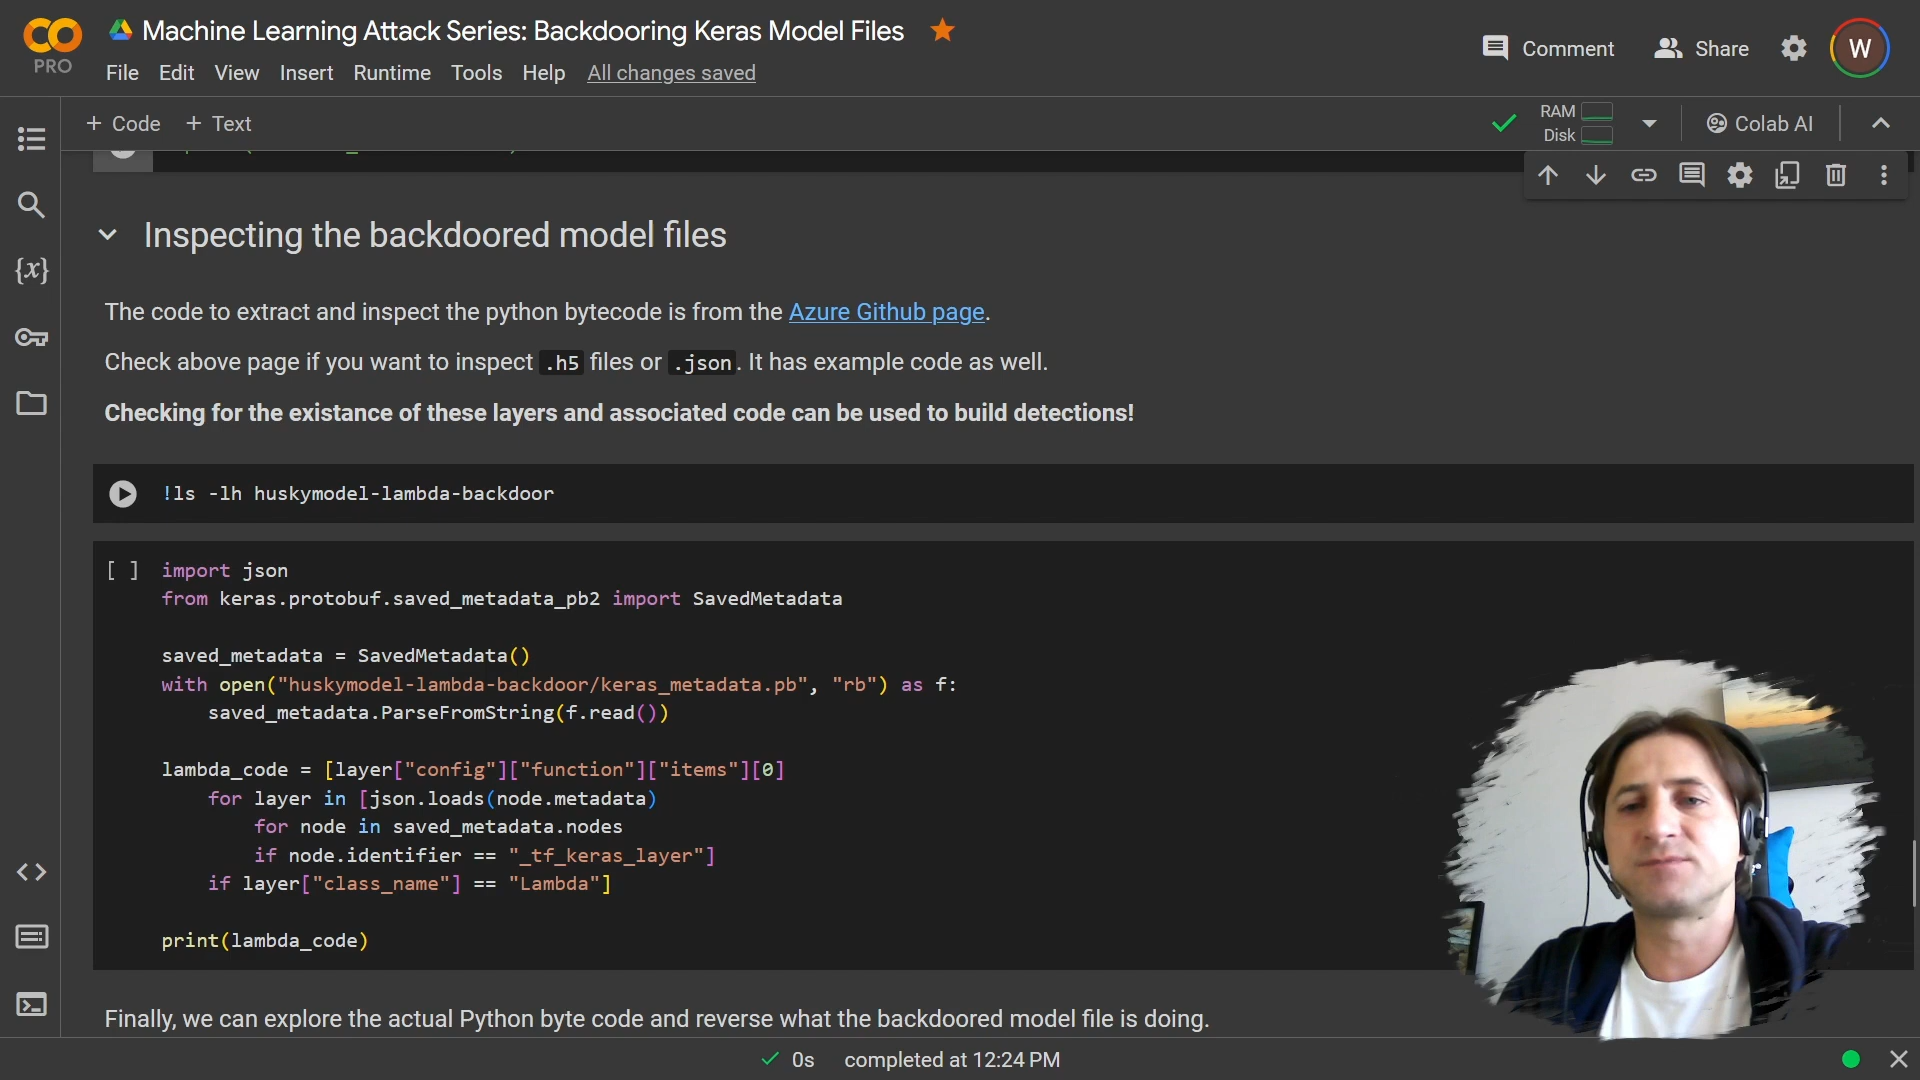 Machine Learning Attack Series: Backdooring Keras Model Files
PRO
File Edit View Insert Runtime Tools Help All changes saved
Comment Share W
+ Code + Text
RAM
Disk
Colab AI
Inspecting the backdoored model files
{x}
The code to extract and inspect the python bytecode is from the Azure Github page.
Check above page if you want to inspect .h5 files or .json. It has example code as well.
Checking for the existance of these layers and associated code can be used to build detections!
!ls -lh huskymodel-lambda-backdoor
[ ] import json
from keras.protobuf.saved_metadata_pb2 import SavedMetadata
saved_metadata = SavedMetadata()
with open("huskymodel-lambda-backdoor/keras_metadata.pb", "rb") as f:
saved_metadata.ParseFromString(f.read())
lambda_code = [layer["config"]["function"]["items"][0]
for layer in [json.loads(node.metadata)
for node in saved_metadata.nodes
if node.identifier == "_tf_keras_layer"]
if layer["class_name"] == "Lambda"]
print(lambda_code)
Finally, we can explore the actual Python byte code and reverse what the backdoored model file is doing.
0s completed at 12:24 PM